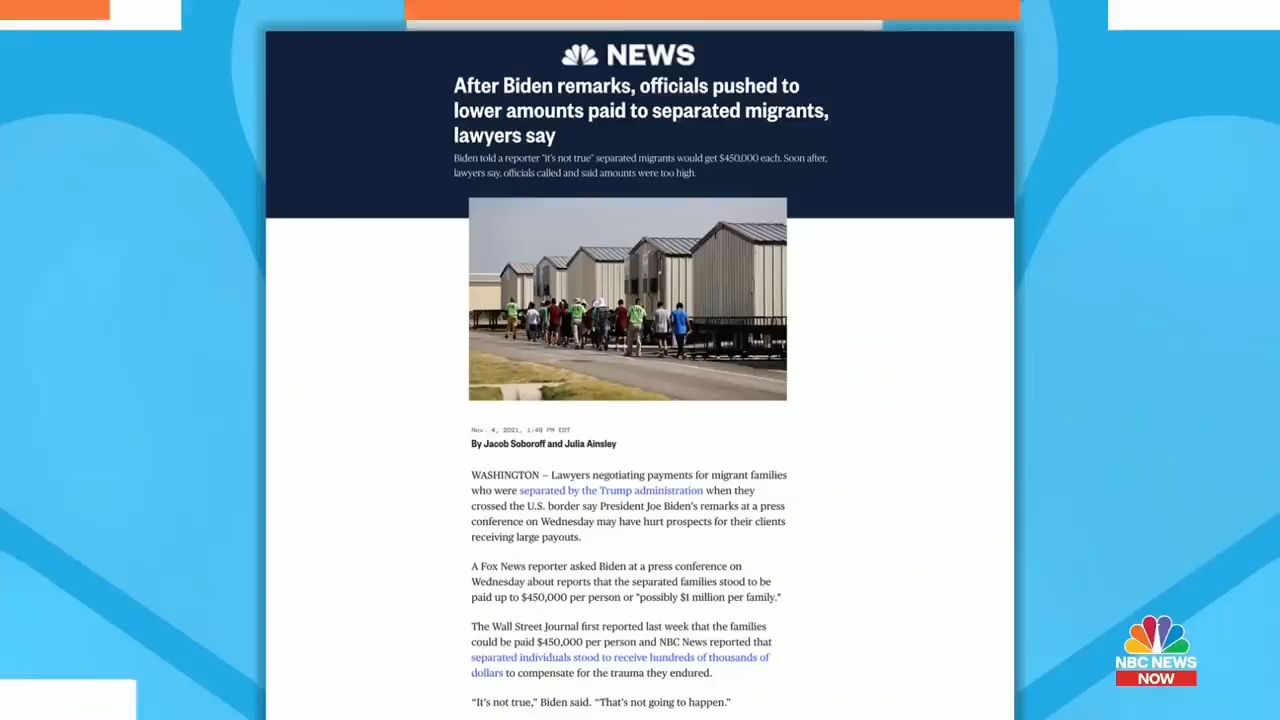 NEWS
After Biden remarks, officials pushed to
lower amounts paid to separated migrants,
lawyers say
Biden told a reporter "it's not true" separated migrants would get $450,000 each. Soon after,
lawyers say, officials called and said amounts were too high.
Nov. 4, 2021, 1:48 PM EDT
By Jacob Soboroff and Julia Ainsley
WASHINGTON — Lawyers negotiating payments for migrant families
who were separated by the Trump administration when they
crossed the U.S. border say President Joe Biden's remarks at a press
conference on Wednesday may have hurt prospects for their clients
receiving large payouts.
A Fox News reporter asked Biden at a press conference on
Wednesday about reports that the separated families stood to be
paid up to $450,000 per person or "possibly $1 million per family."
The Wall Street Journal first reported last week that the families
could be paid $450,000 per person and NBC News reported that
separated individuals stood to receive hundreds of thousands of
dollars to compensate for the trauma they endured.
“It's not true,” Biden said. “That's not going to happen.”
NBC NEWS
NOW